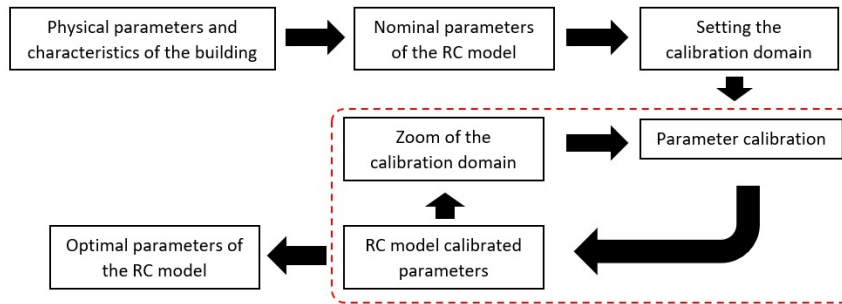 Physical parameters and
characteristics of the building
Nominal parameters
of the RC model
Setting the
calibration domain
Zoom of the
calibration domain
Parameter calibration
Optimal parameters of
the RC model
RC model calibrated
parameters